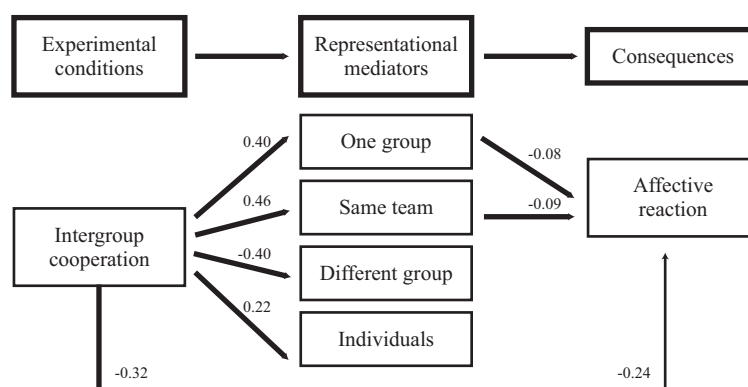 Experimental
conditions
Representational
mediators
Consequences
One group
Same team
Different group
Individuals
Intergroup
cooperation
Affective
reaction
0.40
0.46
-0.40
0.22
-0.08
-0.09
-0.32
-0.24